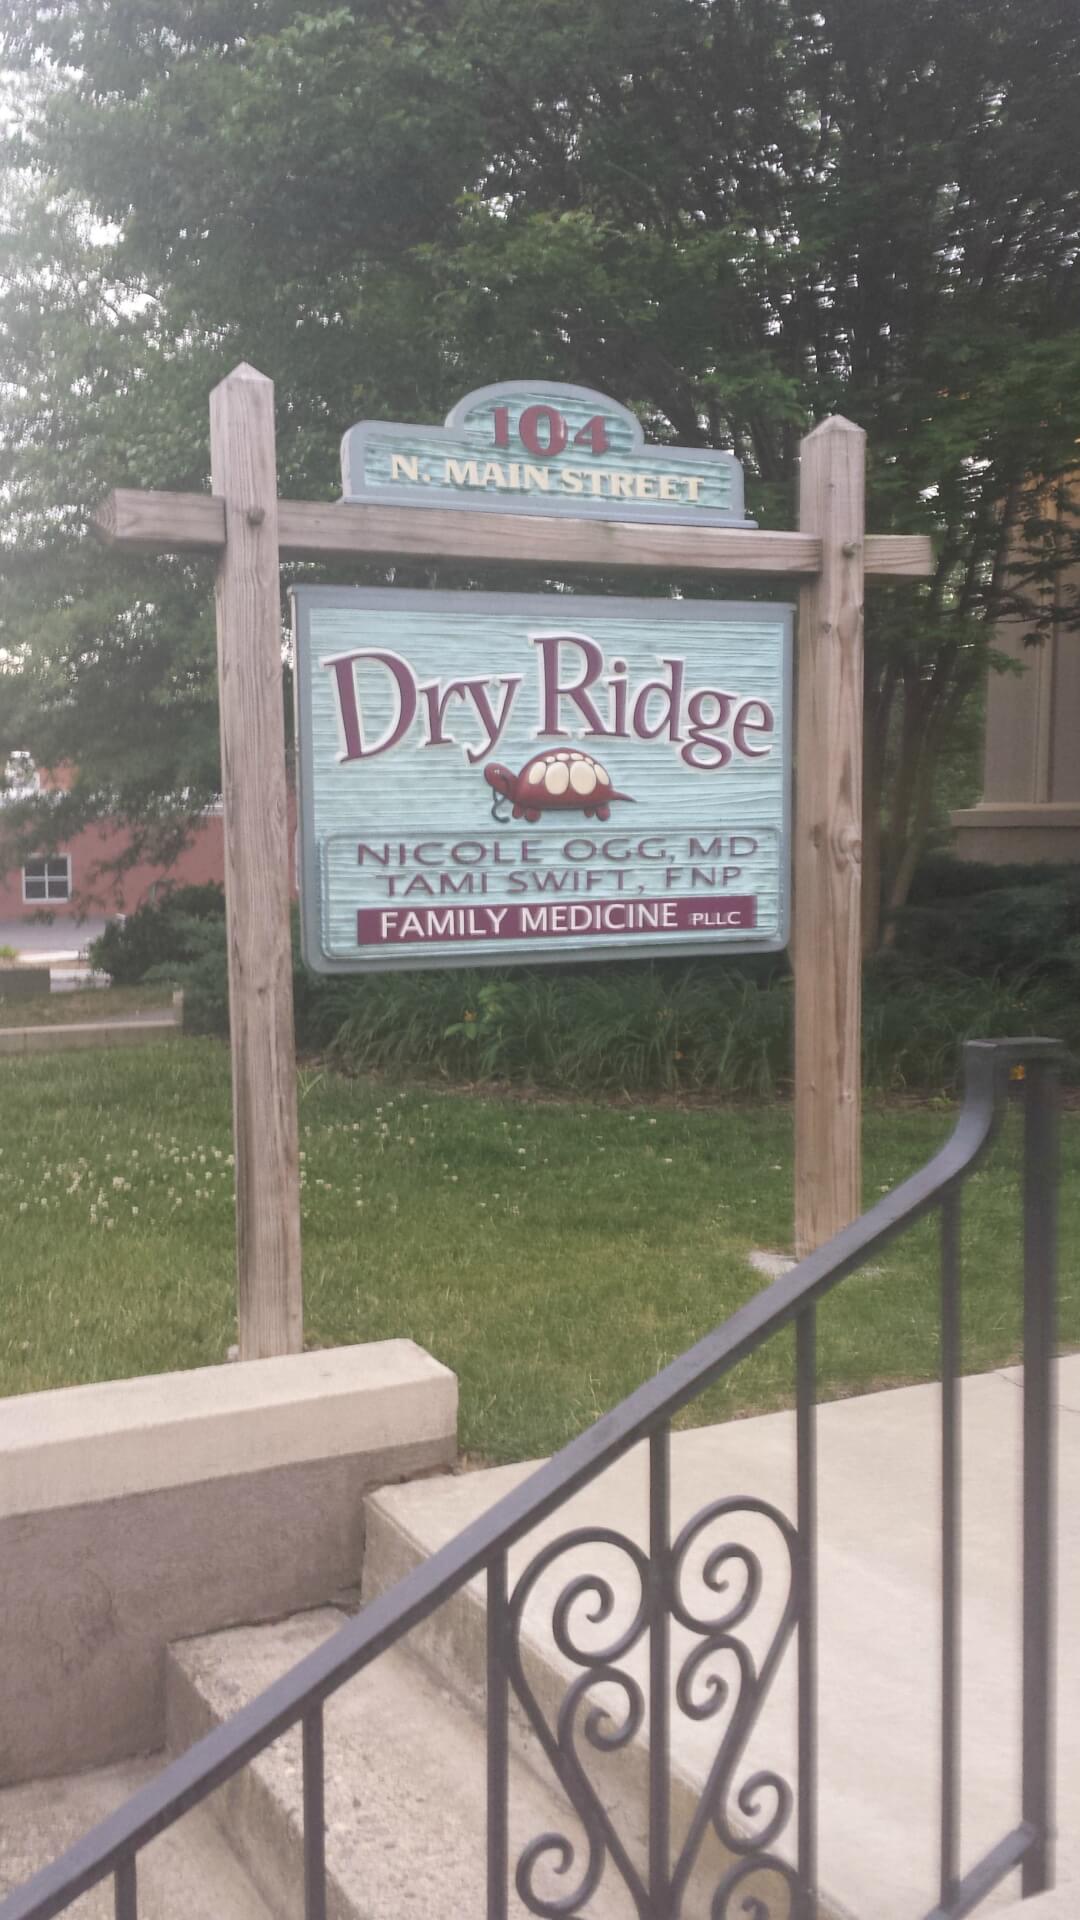 104
N. MAIN STREET
Dry Ridge
NICOLE OGG, MD
TAMI SWIFT, FNP
FAMILY MEDICINE PLLC